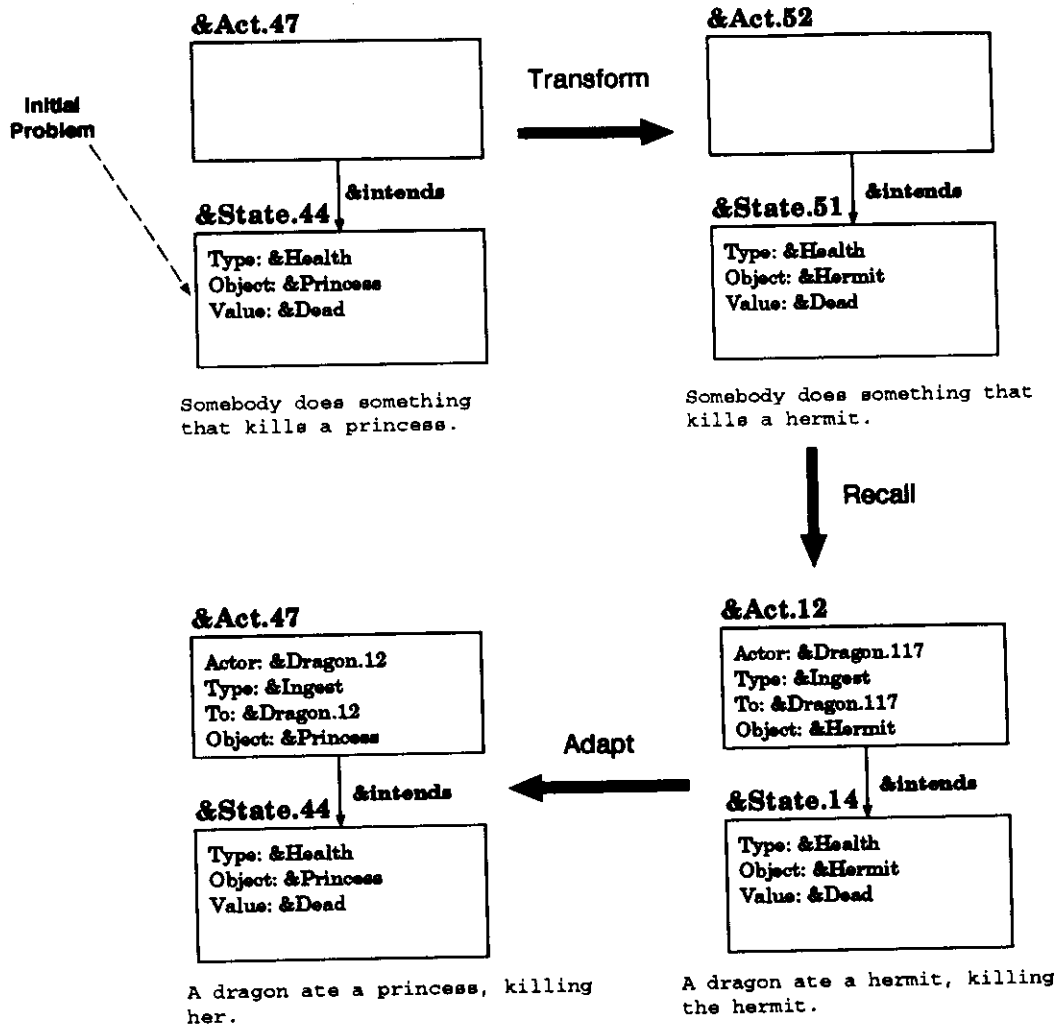 &Act.47
Initial
Problem
&intends
&State.44
Type: &Health
Object: &Princess
Value: &Dead
Somebody does something
that kills a princess.
Transform
&Act.52
&intends
&State.51
Type: &Health
Object: &Hermit
Value: &Dead
Somebody does something that
kills a hermit.
Recall
&Act.12
Actor: &Dragon.117
Type: &Ingest
To: &Dragon.117
Object: &Hermit
&intends
&State.14
Type: &Health
Object: &Hermit
Value: &Dead
A dragon ate a hermit, killing
the hermit.
Adapt
&Act.47
Actor: &Dragon.12
Type: &Ingest
To: &Dragon.12
Object: &Princess
&intends
&State.44
Type: &Health
Object: &Princess
Value: &Dead
A dragon ate a princess, killing
her.